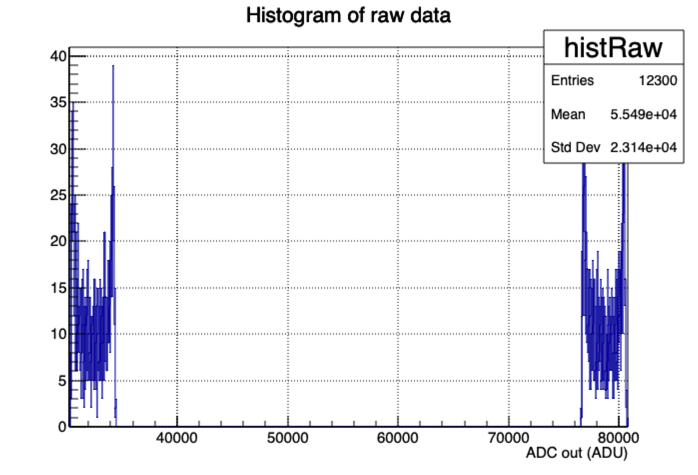 Histogram of raw data
histRaw
Entries 12300
Mean 5.549e+04
Std Dev 2.314e+04
40
35
30
25
20
15
10
5
0
40000 50000 60000 70000 80000
ADC out (ADU)